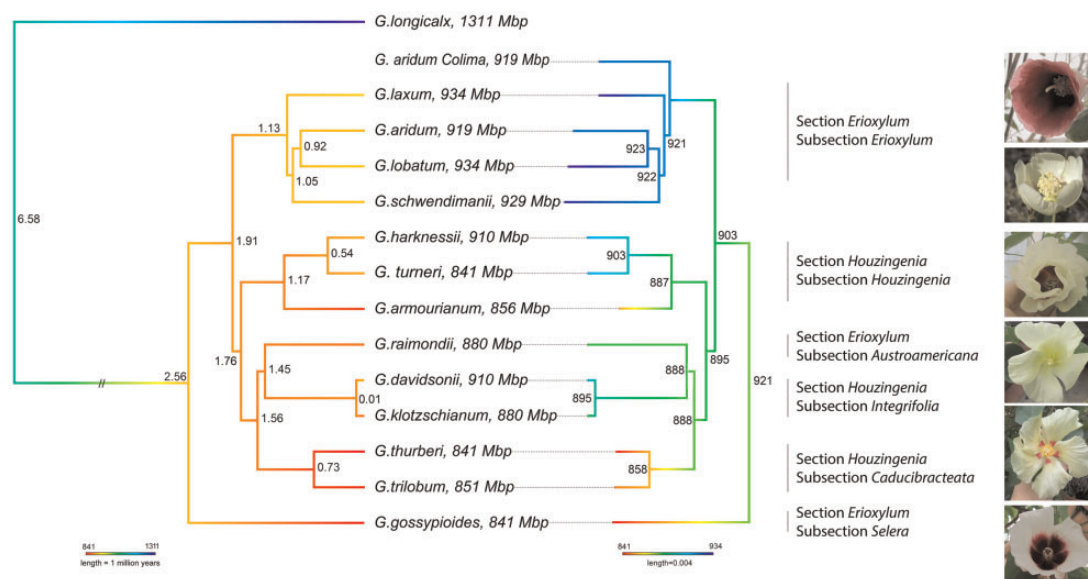 G.longicalx, 1311 Mbp
G. aridum Colima, 919 Mbp
G.laxum, 934 Mbp
G.aridum, 919 Mbp
G.lobatum, 934 Mbp
G.schwendimanii, 929 Mbp
G.harknessii, 910 Mbp
G. turneri, 841 Mbp
G.armourianum, 856 Mbp
G.raimondii, 880 Mbp
G.davidsonii, 910 Mbp
G.klotzschianum, 880 Mbp
G.thurberi, 841 Mbp
G.trilobum, 851 Mbp
G.gossypioides, 841 Mbp
6.58
//
2.56
1.91
1.13
0.92
1.05
1.76
1.17
0.54
1.56
1.45
0.01
0.73
921
923
922
903
903
887
895
888
895
888
858
921
Section Erioxylum
Subsection Erioxylum
Section Houzingenia
Subsection Houzingenia
Section Erioxylum
Subsection Austroamericana
Section Houzingenia
Subsection Integrifolia
Section Houzingenia
Subsection Caducibracteata
Section Erioxylum
Subsection Selera
841 1311
length = 1 million years
841 934
length=0.004